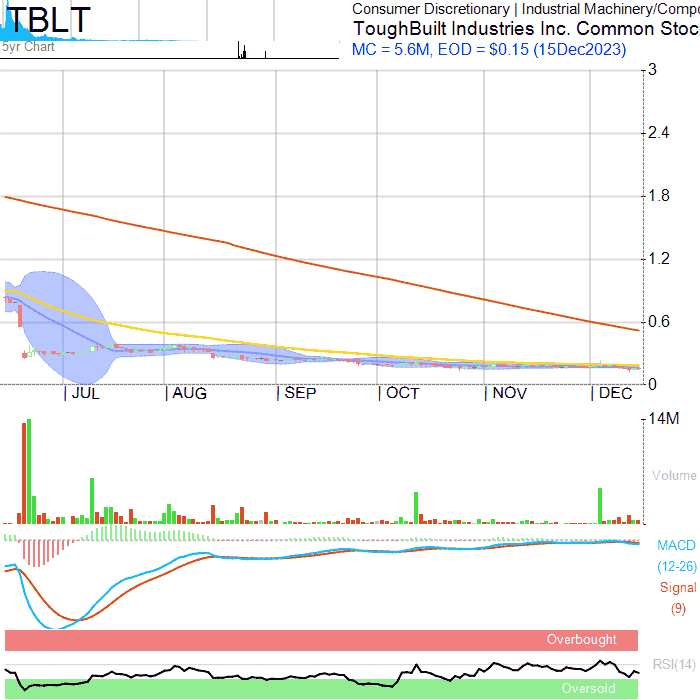 TBLT
5yr Chart
Consumer Discretionary | Industrial Machinery/Compo
ToughBuilt Industries Inc. Common Stoc
MC = 5.6M, EOD = $0.15 (15Dec2023)
3
2.4
1.8
1.2
0.6
0
| JUL | AUG | SEP | OCT | NOV | DEC
14M
Volume
MACD
(12-26)
Signal
(9)
Overbought
RSI(14)
Oversold